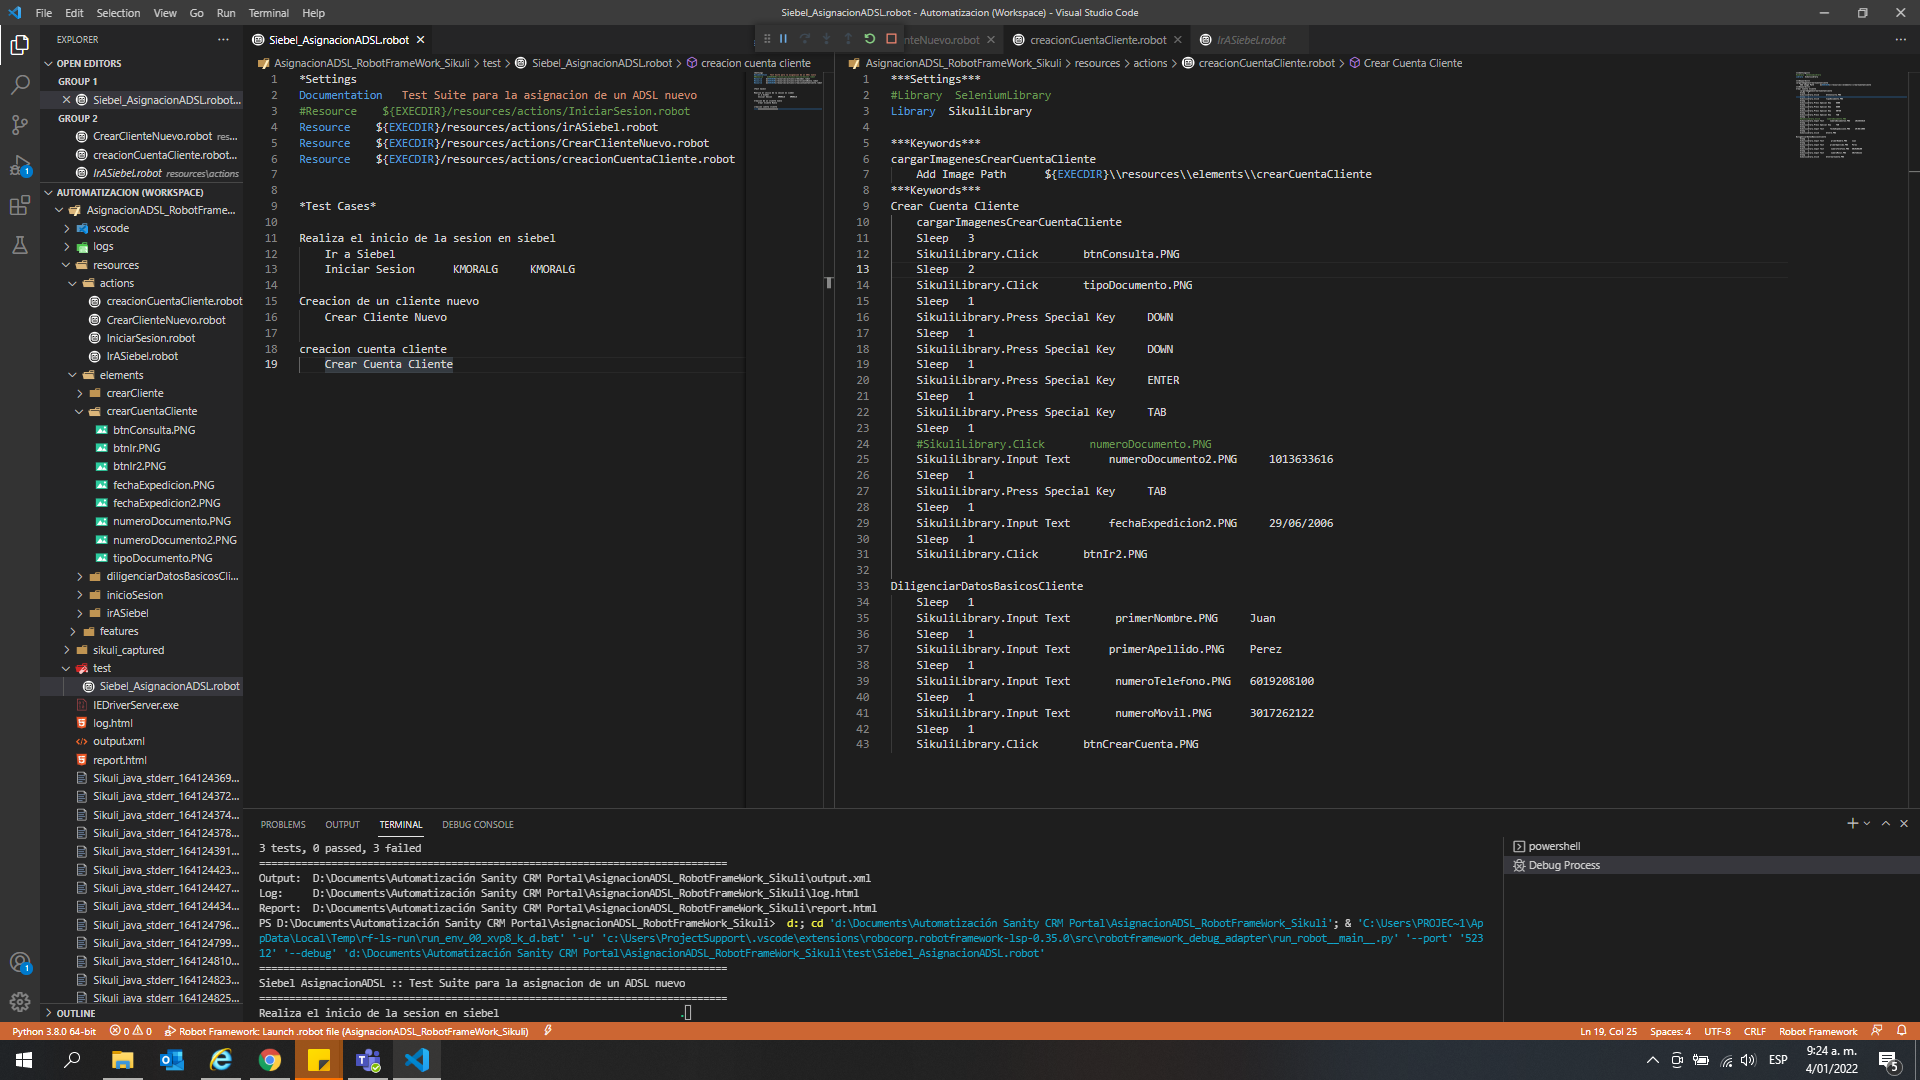 File Edit Selection View Go Run Terminal Help
Siebel_AsignacionADSL.robot - Automatizacion (Workspace) - Visual Studio Code
EXPLORER
OPEN EDITORS
GROUP 1
Siebel_AsignacionADSL.robot...
GROUP 2
CrearClienteNuevo.robot res...
creacionCuentaCliente.robot...
IrASiebel.robot resources\actions
AUTOMATIZACION (WORKSPACE)
AsignacionADSL_RobotFrame...
.vscode
logs
resources
actions
creacionCuentaCliente.robot
CrearClienteNuevo.robot
IniciarSesion.robot
IrASiebel.robot
elements
crearCliente
crearCuentaCliente
btnConsulta.PNG
btnIr.PNG
btnIr2.PNG
fechaExpedicion.PNG
fechaExpedicion2.PNG
numeroDocumento.PNG
numeroDocumento2.PNG
tipoDocumento.PNG
diligenciarDatosBasicosCli...
inicioSesion
irASiebel
features
sikuli_captured
test
Siebel_AsignacionADSL.robot
IEDriverServer.exe
log.html
output.xml
report.html
Sikuli_java_stderr_164124369...
Sikuli_java_stderr_164124372...
Sikuli_java_stderr_164124374...
Sikuli_java_stderr_164124378...
Sikuli_java_stderr_164124391...
Sikuli_java_stderr_164124423...
Sikuli_java_stderr_164124427...
Sikuli_java_stderr_164124434...
Sikuli_java_stderr_164124796...
Sikuli_java_stderr_164124799...
Sikuli_java_stderr_164124810...
Sikuli_java_stderr_164124823...
Sikuli_java_stderr_164124825...
OUTLINE
Siebel_AsignacionADSL.robot
AsignacionADSL_RobotFrameWork_Sikuli > test > Siebel_AsignacionADSL.robot > creacion cuenta cliente
1 *Settings
2 Documentation Test Suite para la asignacion de un ADSL nuevo
3 #Resource ${EXECDIR}/resources/actions/IniciarSesion.robot
4 Resource ${EXECDIR}/resources/actions/irASiebel.robot
5 Resource ${EXECDIR}/resources/actions/CrearClienteNuevo.robot
6 Resource ${EXECDIR}/resources/actions/creacionCuentaCliente.robot
7
8
9 *Test Cases*
10
11 Realiza el inicio de la sesion en siebel
12 Ir a Siebel
13 Iniciar Sesion KMORALG KMORALG
14
15 Creacion de un cliente nuevo
16 Crear Cliente Nuevo
17
18 creacion cuenta cliente
19 Crear Cuenta Cliente
nteNuevo.robot creacionCuentaCliente.robot IrASiebel.robot
AsignacionADSL_RobotFrameWork_Sikuli > resources > actions > creacionCuentaCliente.robot > Crear Cuenta Cliente
1 ***Settings***
2 #Library SeleniumLibrary
3 Library SikuliLibrary
4
5 ***Keywords***
6 cargarImagenesCrearCuentaCliente
7 Add Image Path ${EXECDIR}\\resources\\elements\\crearCuentaCliente
8 ***Keywords***
9 Crear Cuenta Cliente
10 cargarImagenesCrearCuentaCliente
11 Sleep 3
12 SikuliLibrary.Click btnConsulta.PNG
13 Sleep 2
14 SikuliLibrary.Click tipoDocumento.PNG
15 Sleep 1
16 SikuliLibrary.Press Special Key DOWN
17 Sleep 1
18 SikuliLibrary.Press Special Key DOWN
19 Sleep 1
20 SikuliLibrary.Press Special Key ENTER
21 Sleep 1
22 SikuliLibrary.Press Special Key TAB
23 Sleep 1
24 #SikuliLibrary.Click numeroDocumento.PNG
25 SikuliLibrary.Input Text numeroDocumento2.PNG 1013633616
26 Sleep 1
27 SikuliLibrary.Press Special Key TAB
28 Sleep 1
29 SikuliLibrary.Input Text fechaExpedicion2.PNG 29/06/2006
30 Sleep 1
31 SikuliLibrary.Click btnIr2.PNG
32
33 DiligenciarDatosBasicosCliente
34 Sleep 1
35 SikuliLibrary.Input Text primerNombre.PNG Juan
36 Sleep 1
37 SikuliLibrary.Input Text primerApellido.PNG Perez
38 Sleep 1
39 SikuliLibrary.Input Text numeroTelefono.PNG 6019208100
40 Sleep 1
41 SikuliLibrary.Input Text numeroMovil.PNG 3017262122
42 Sleep 1
43 SikuliLibrary.Click btnCrearCuenta.PNG
PROBLEMS OUTPUT TERMINAL DEBUG CONSOLE
3 tests, 0 passed, 3 failed
==============================================================================
Output: D:\Documents\Automatización Sanity CRM Portal\AsignacionADSL_RobotFrameWork_Sikuli\output.xml
Log: D:\Documents\Automatización Sanity CRM Portal\AsignacionADSL_RobotFrameWork_Sikuli\log.html
Report: D:\Documents\Automatización Sanity CRM Portal\AsignacionADSL_RobotFrameWork_Sikuli\report.html
PS D:\Documents\Automatización Sanity CRM Portal\AsignacionADSL_RobotFrameWork_Sikuli> d:; cd 'd:\Documents\Automatización Sanity CRM Portal\AsignacionADSL_RobotFrameWork_Sikuli'; & 'C:\Users\PROJEC~1\Ap
pData\Local\Temp\rf-ls-run\run_env_00_xvp8_k_d.bat' '-u' 'c:\Users\ProjectSupport\.vscode\extensions\robocorp.robotframework-lsp-0.35.0\src\robotframework_debug_adapter\run_robot__main__.py' '--port' '523
12' '--debug' 'd:\Documents\Automatización Sanity CRM Portal\AsignacionADSL_RobotFrameWork_Sikuli\test\Siebel_AsignacionADSL.robot'
==============================================================================
Siebel AsignacionADSL :: Test Suite para la asignacion de un ADSL nuevo
==============================================================================
Realiza el inicio de la sesion en siebel .
powershell
Debug Process
Python 3.8.0 64-bit 0 0 Robot Framework: Launch .robot file (AsignacionADSL_RobotFrameWork_Sikuli)
Ln 19, Col 25 Spaces: 4 UTF-8 CRLF Robot Framework
ESP
9:24 a. m.
4/01/2022
5